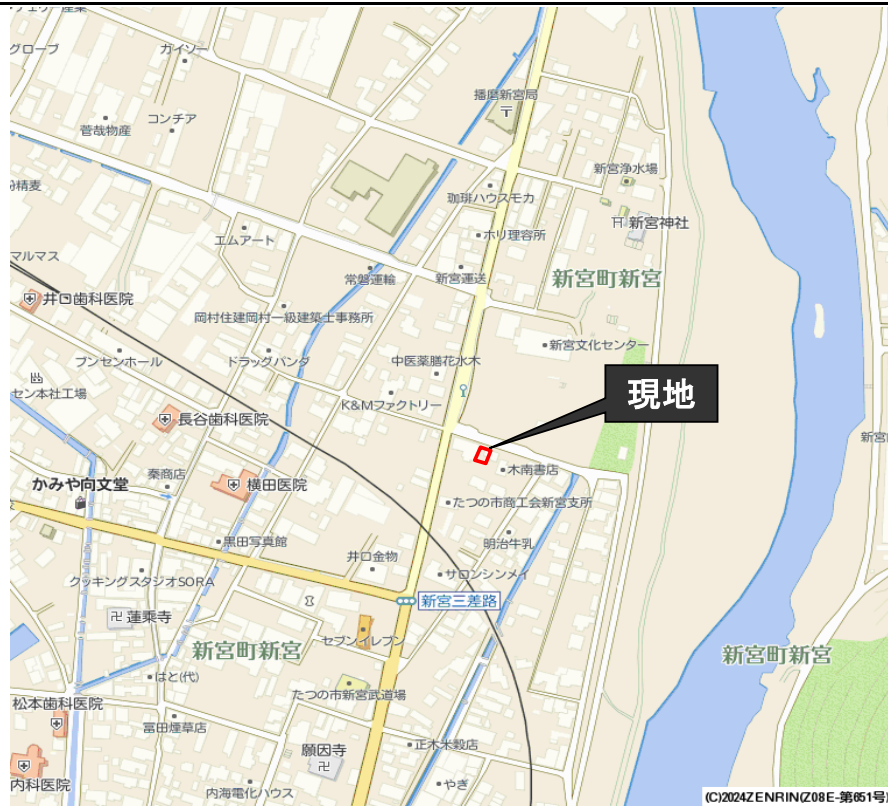 グローブ
ガイソー
播磨新宮局
菅哉物産
コンチア
新宮浄水場
珈琲ハウスモカ
新宮神社
ホリ理容所
エムアート
マルマス
常磐運輸
新宮運送
新宮町新宮
井口歯科医院
岡村住建岡村一級建築士事務所
新宮文化センター
ブンセンホール
ドラッグパンダ
中医薬膳花水木
セン本社工場
K&Mファクトリー
現地
長谷歯科医院
新宮
木南書店
秦商店
かみや向文堂
横田医院
たつの市商工会新宮支所
黒田写真館
明治牛乳
井口金物
サロンシンメイ
クッキングスタジオSORA
新宮三差路
蓮乗寺
セブンイレブン
新宮町新宮
新宮町新宮
はと(代)
たつの市新宮武道場
松本歯科医院
冨田煙草店
正木米穀店
願因寺
内科医院
内海電化ハウス
やぎ
(C)2024ZENRIN(Z08E-第651号)